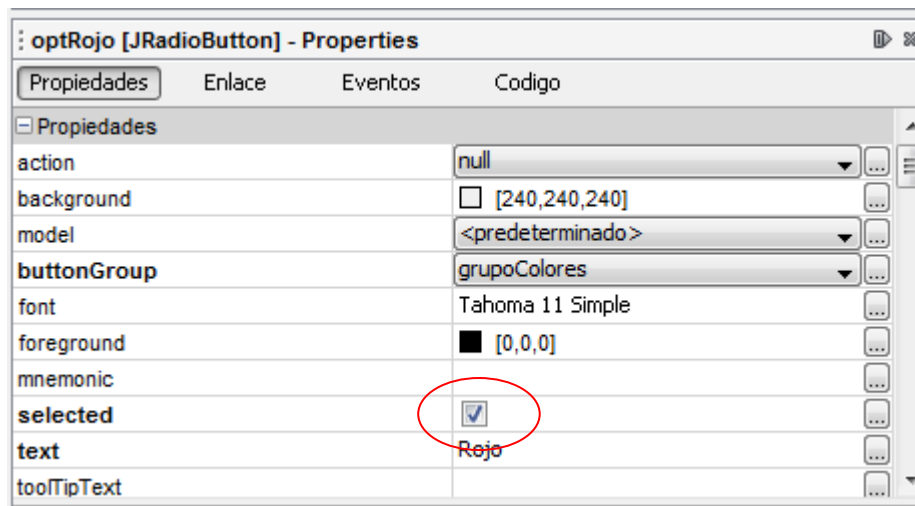 optRojo [JRadioButton] - Properties
Propiedades Enlace Eventos Codigo
Propiedades
action null ...
background [240,240,240] ...
model <predeterminado> ...
buttonGroup grupoColores ...
font Tahoma 11 Simple ...
foreground [0,0,0] ...
mnemonic ...
selected ...
text Rojo ...
toolTipText ...